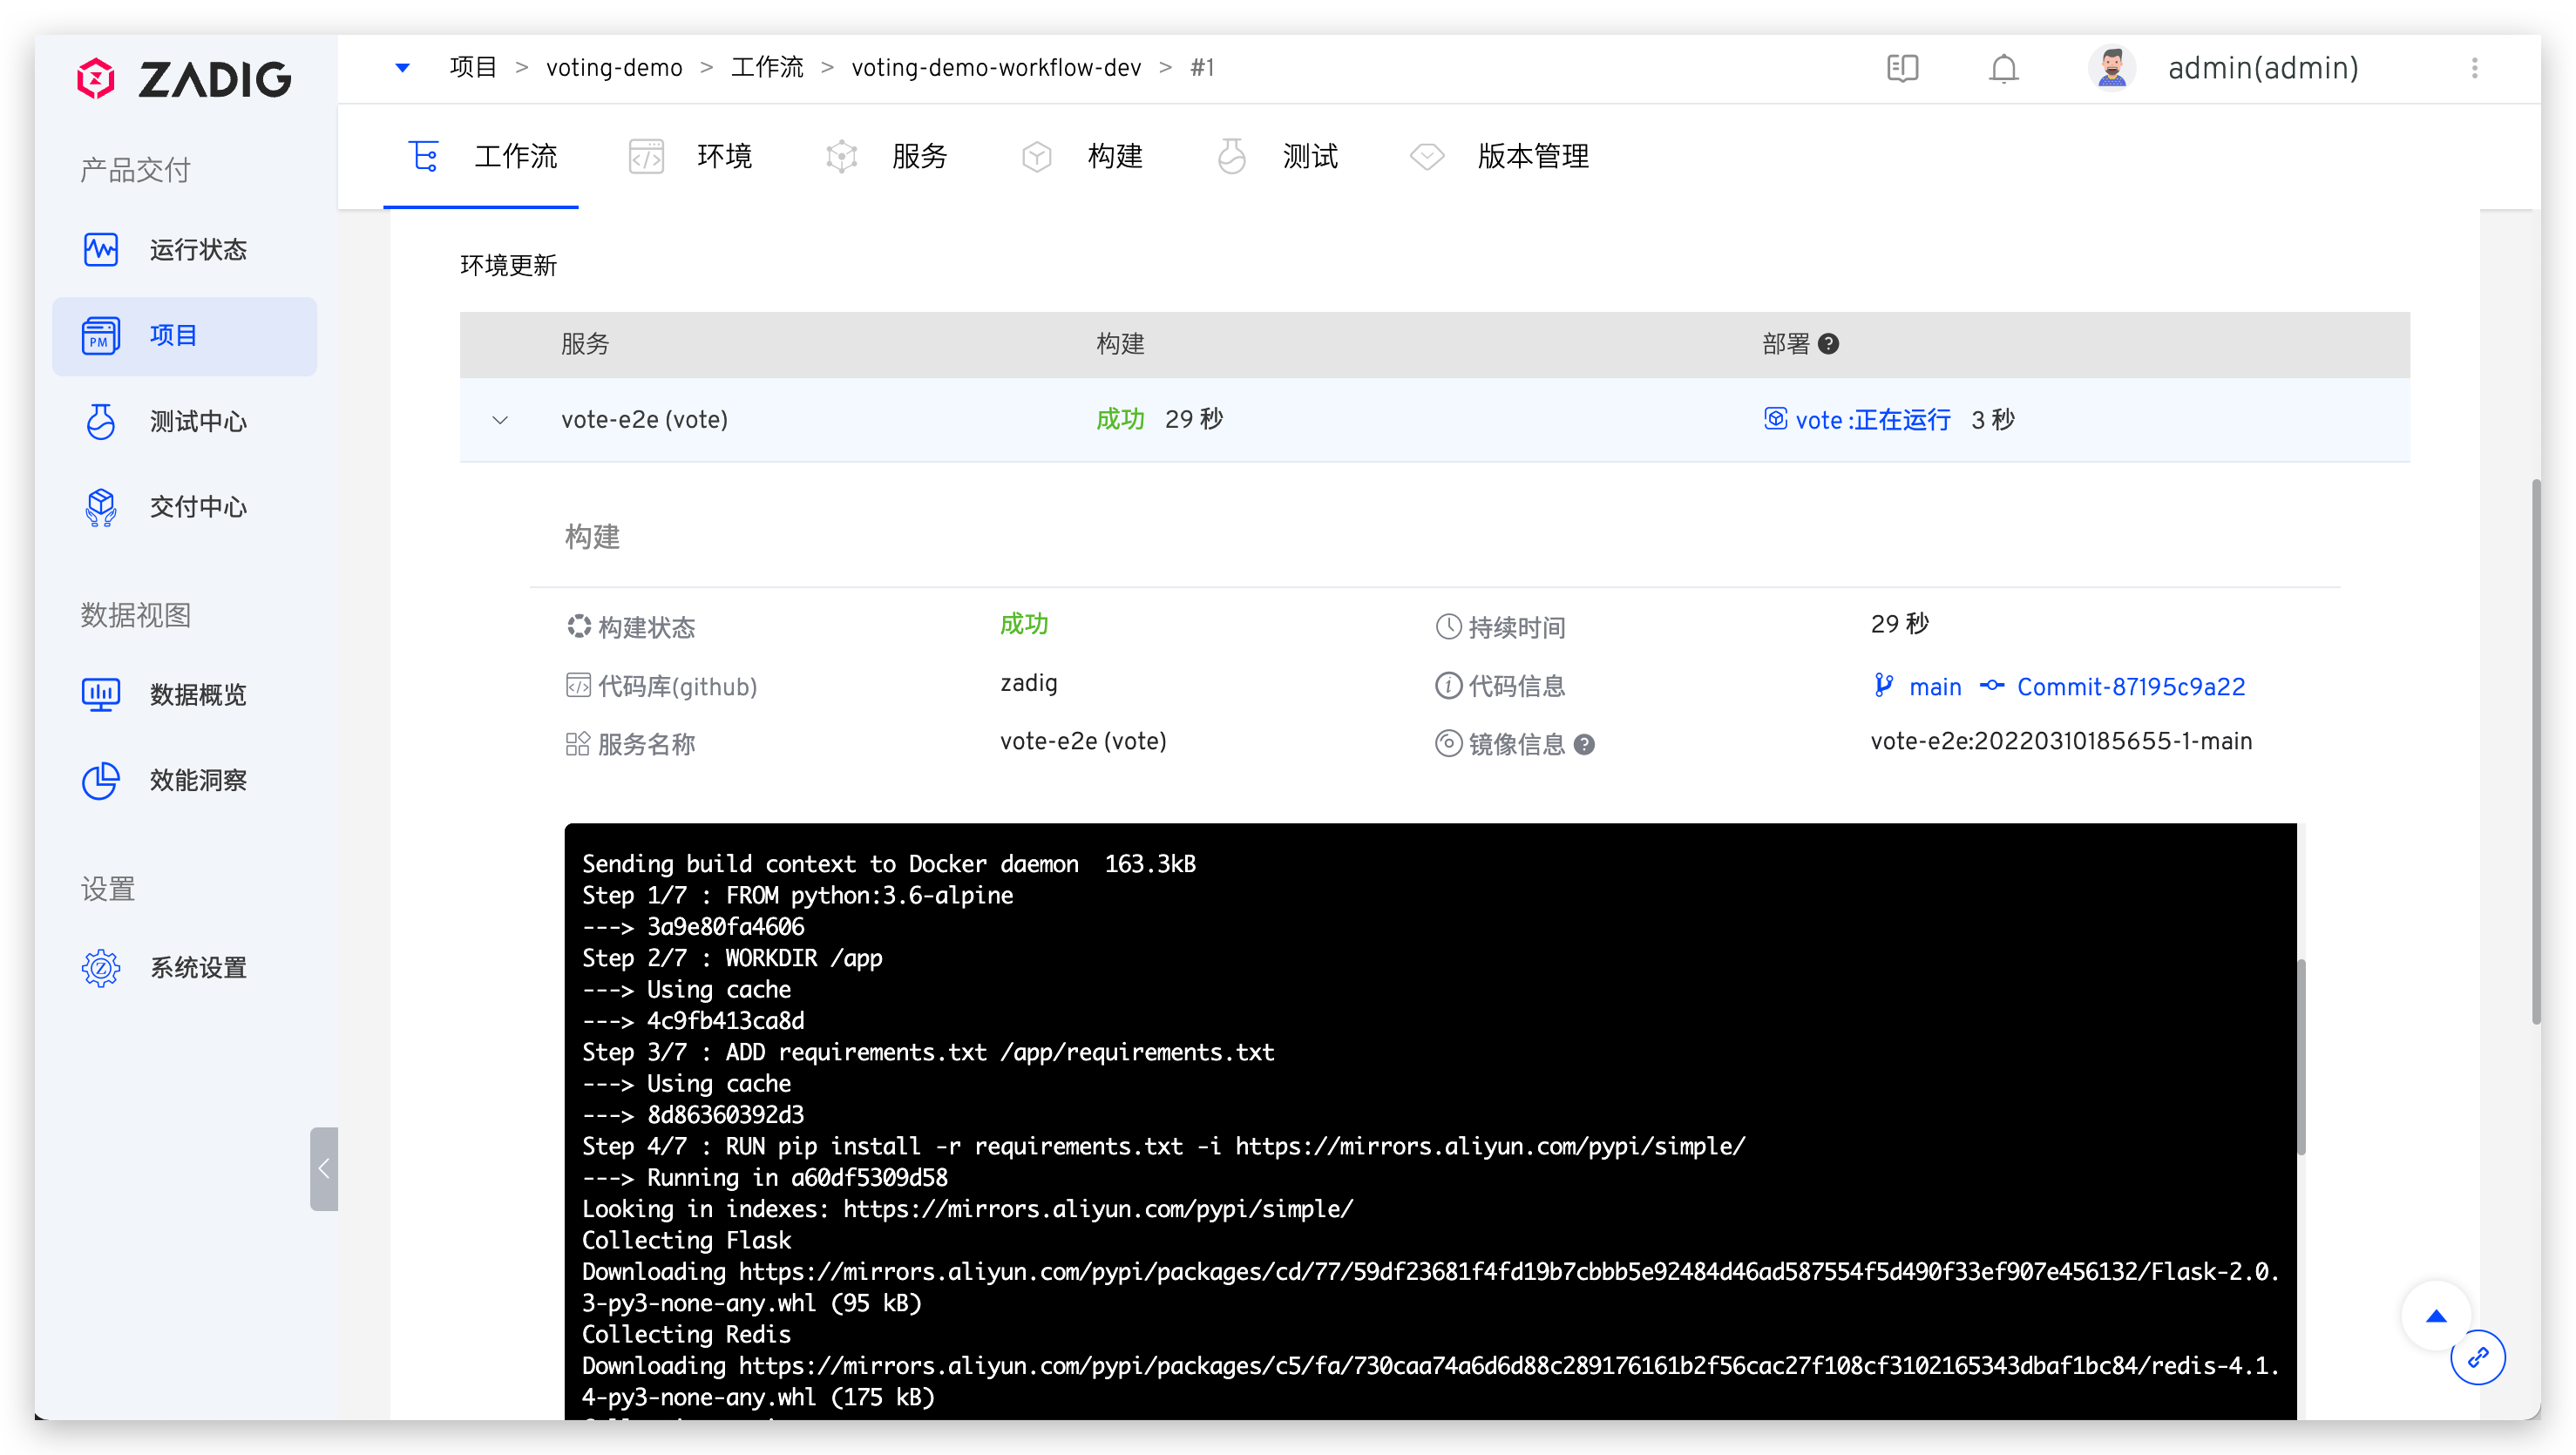 ZADIG
项目 > voting-demo > 工作流 > voting-demo-workflow-dev > #1
admin(admin)
产品交付
运行状态
PM
项目
测试中心
交付中心
数据视图
数据概览
效能洞察
设置
系统设置
工作流
环境
服务
构建
测试
版本管理
环境更新
服务 构建 部署
vote-e2e (vote) 成功 29 秒 vote :正在运行 3 秒
构建
构建状态 成功 持续时间 29 秒
代码库(github) zadig 代码信息 main Commit-87195c9a22
服务名称 vote-e2e (vote) 镜像信息 vote-e2e:20220310185655-1-main
Sending build context to Docker daemon  163.3kB
Step 1/7 : FROM python:3.6-alpine
---> 3a9e80fa4606
Step 2/7 : WORKDIR /app
---> Using cache
---> 4c9fb413ca8d
Step 3/7 : ADD requirements.txt /app/requirements.txt
---> Using cache
---> 8d86360392d3
Step 4/7 : RUN pip install -r requirements.txt -i https://mirrors.aliyun.com/pypi/simple/
---> Running in a60df5309d58
Looking in indexes: https://mirrors.aliyun.com/pypi/simple/
Collecting Flask
Downloading https://mirrors.aliyun.com/pypi/packages/cd/77/59df23681f4fd19b7cbbb5e92484d46ad587554f5d490f33ef907e456132/Flask-2.0.
3-py3-none-any.whl (95 kB)
Collecting Redis
Downloading https://mirrors.aliyun.com/pypi/packages/c5/fa/730caa74a6d6d88c289176161b2f56cac27f108cf3102165343dbaf1bc84/redis-4.1.
4-py3-none-any.whl (175 kB)